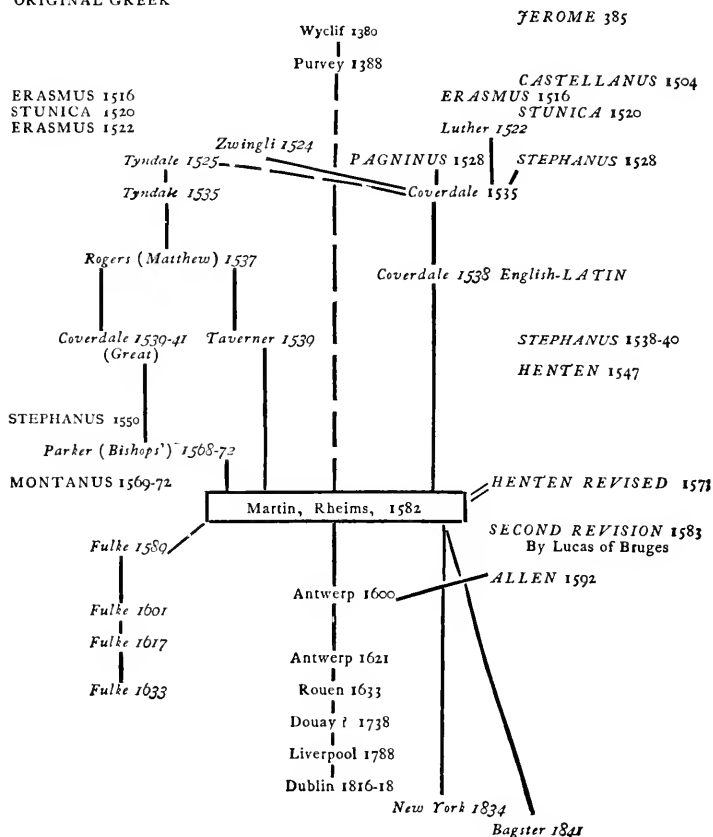 ORIGINAL GREEK
JEROME 385
Wyclif 1380
Purvey 1388
CASTELLANUS 1504
ERASMUS 1516
ERASMUS 1516
STUNICA 1520
STUNICA 1520
ERASMUS 1522
Luther 1522
Zwingli 1524
Tyndale 1525
PAGNINUS 1528
STEPHANUS 1528
Tyndale 1535
Coverdale 1535
Rogers (Matthew) 1537
Coverdale 1538 English-LATIN
Coverdale 1539-41
(Great)
Taverner 1539
STEPHANUS 1538-40
HENTEN 1547
STEPHANUS 1550
Parker (Bishops') 1568-72
MONTANUS 1569-72
HENTEN REVISED
Martin, Rheims, 1582
SECOND REVISION 1583
By Lucas of Bruges
Fulke 1589
ALLEN 1592
Antwerp 1600
Fulke 1601
Fulke 1617
Antwerp 1621
Fulke 1633
Rouen 1633
Douay ? 1738
Liverpool 1788
Dublin 1816-18
New York 1834
Bagster 1841